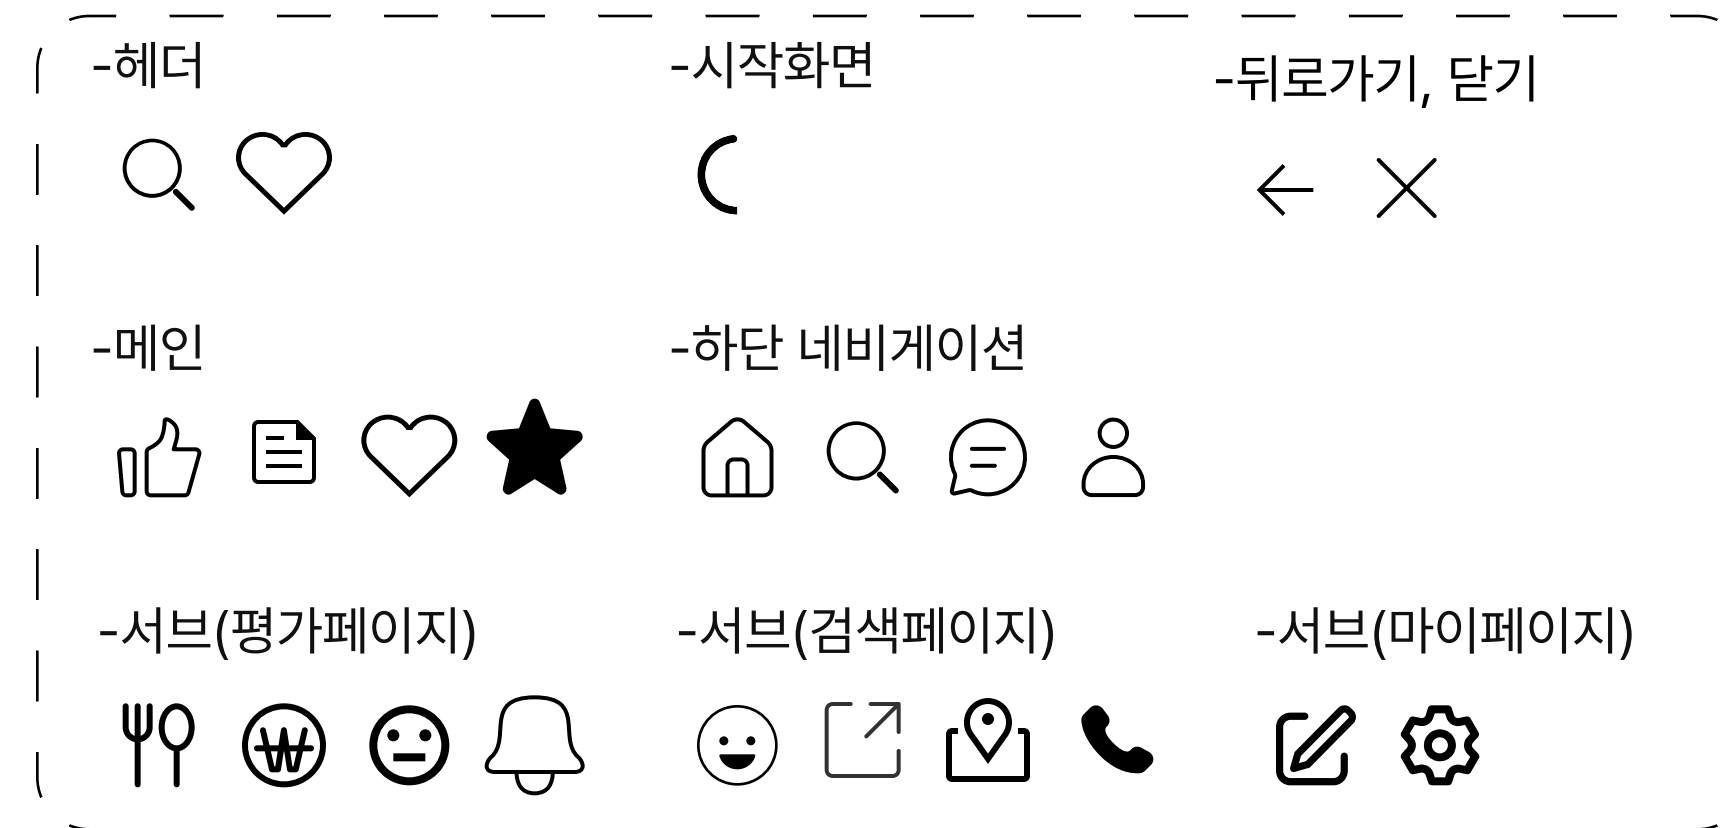 -헤더
-시작화면
-뒤로가기, 닫기
-메인
-하단 네비게이션
-서브(평가페이지)
-서브(검색페이지)
-서브(마이페이지)